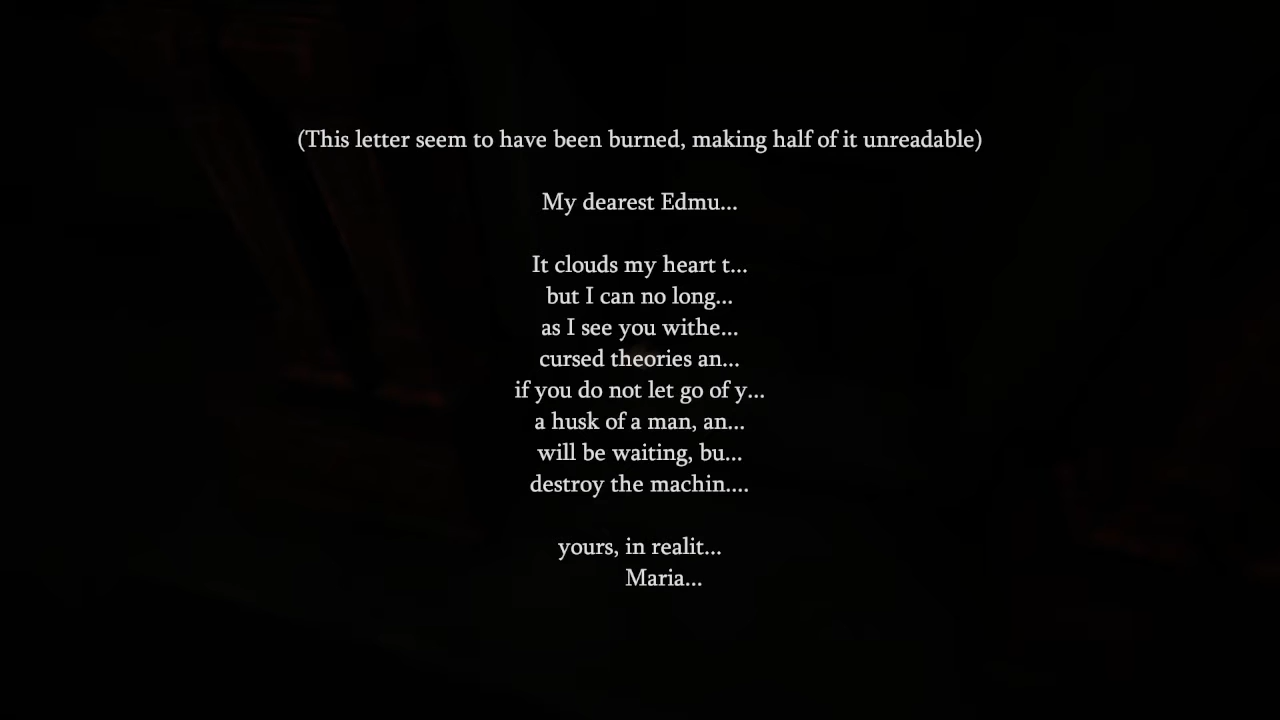 (This letter seem to have been burned, making half of it unreadable)
My dearest Edmu...
It clouds my heart t...
but I can no long...
as I see you withe...
cursed theories an...
if you do not let go of y...
a husk of a man, an...
will be waiting, bu...
destroy the machin....
yours, in realit...
Maria...